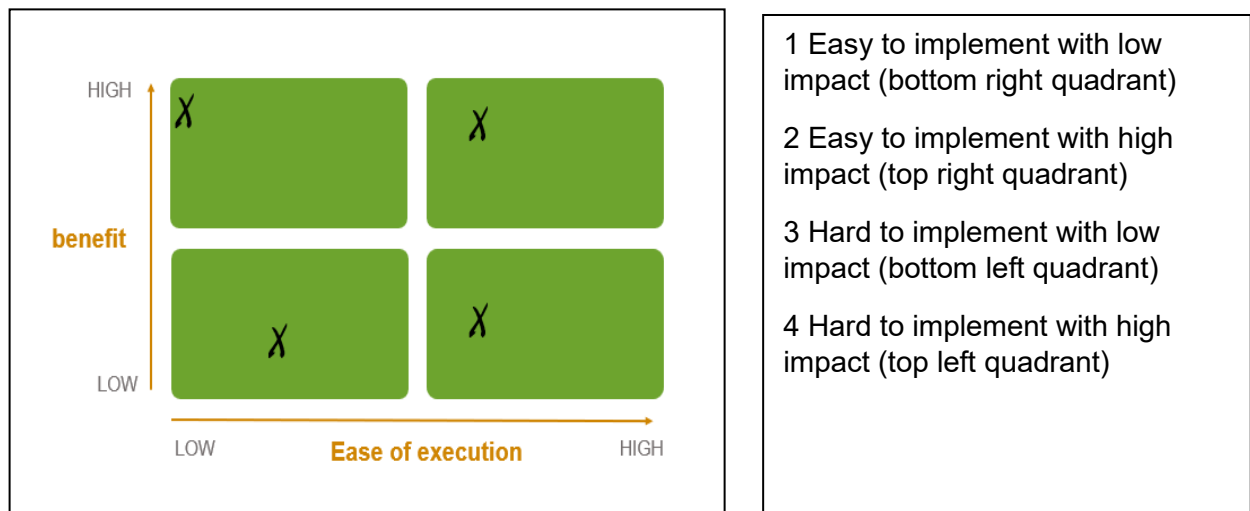 HIGH
benefit
LOW
LOW
Ease of execution
HIGH
X
X
X
X
1 Easy to implement with low
impact (bottom right quadrant)
2 Easy to implement with high
impact (top right quadrant)
3 Hard to implement with low
impact (bottom left quadrant)
4 Hard to implement with high
impact (top left quadrant)